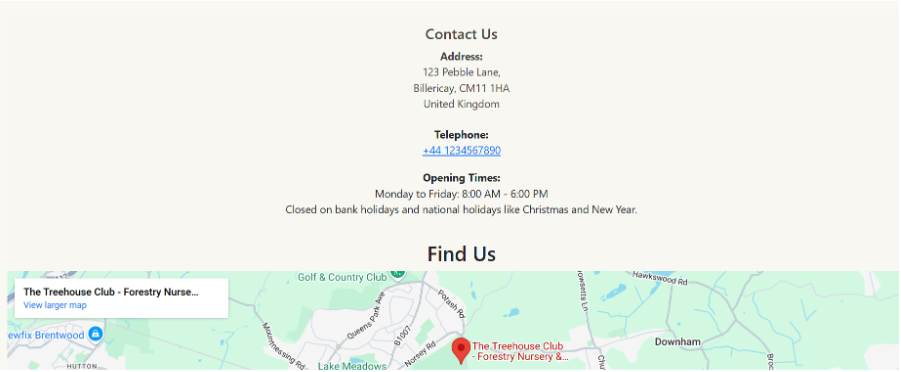 Contact Us
Address:
123 Pebble Lane,
Billericay, CM11 1HA
United Kingdom
Telephone:
+44 1234567890
Opening Times:
Monday to Friday: 8:00 AM - 6:00 PM
Closed on bank holidays and national holidays like Christmas and New Year.
Find Us
The Treehouse Club - Forestry Nurse...
View larger map
Golf & Country Club
Hawkswood Rd
Potash Rd
Queens Park Ave
B1007
Mountnessing Rd
Norsey Rd
ewfix Brentwood
HUTTON
Lake Meadows
The Treehouse Club
- Forestry Nursery &...
Downham